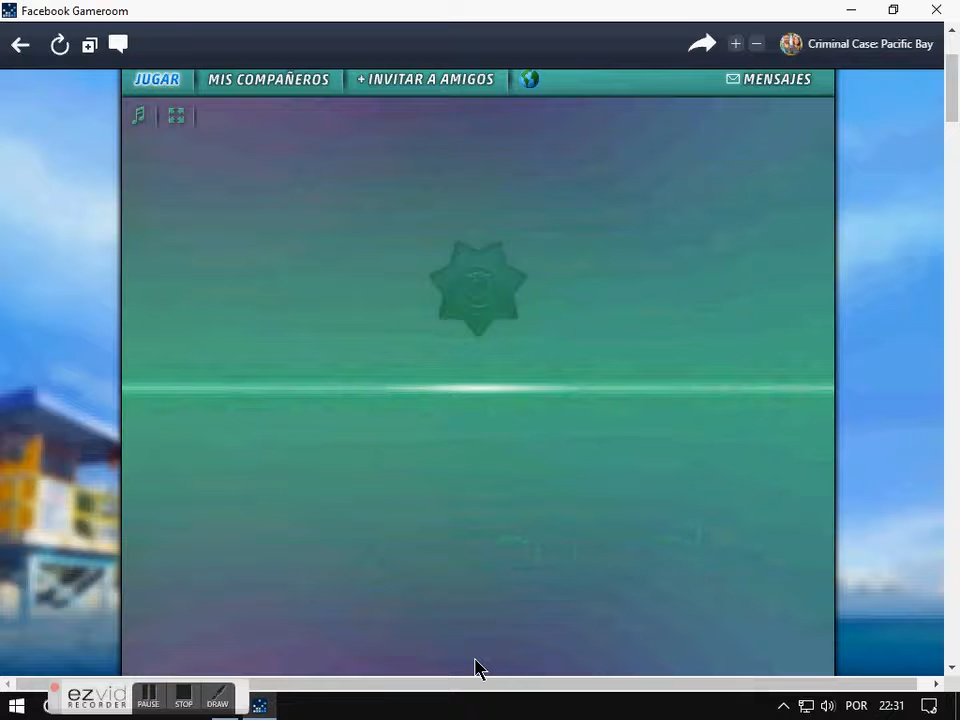 Facebook Gameroom
Criminal Case: Pacific Bay
JUGAR MIS COMPAÑEROS + INVITAR A AMIGOS MENSAJES
ezvid
RECORDER
PAUSE STOP DRAW
POR 22:31